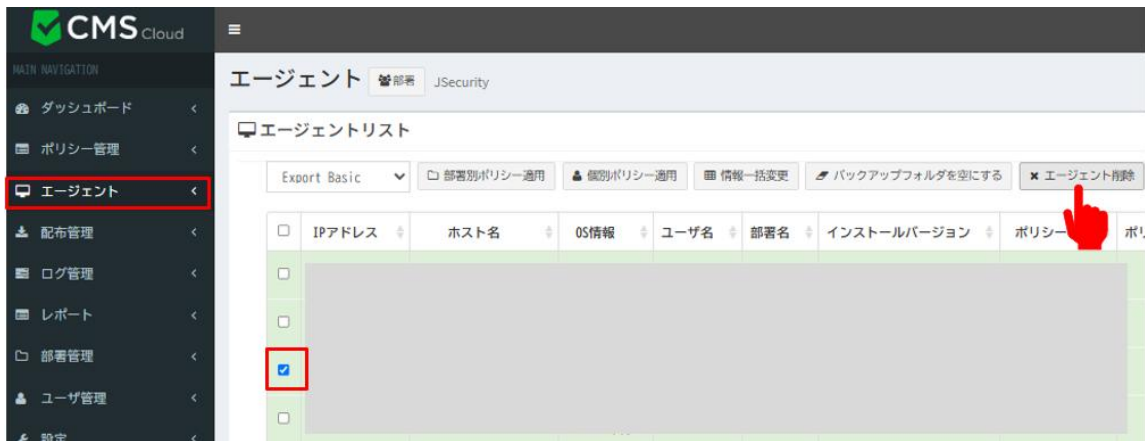 CMS Cloud
MAIN NAVIGATION
ダッシュボード
ポリシー管理
エージェント
配布管理
ログ管理
レポート
部署管理
ユーザ管理
設定
エージェント 部署 JSecurity
エージェントリスト
Export Basic 部署別ポリシー適用 個別ポリシー適用 情報一括変更 バックアップフォルダを空にする エージェント削除
IPアドレス ホスト名 OS情報 ユーザ名 部署名 インストールバージョン ポリシー